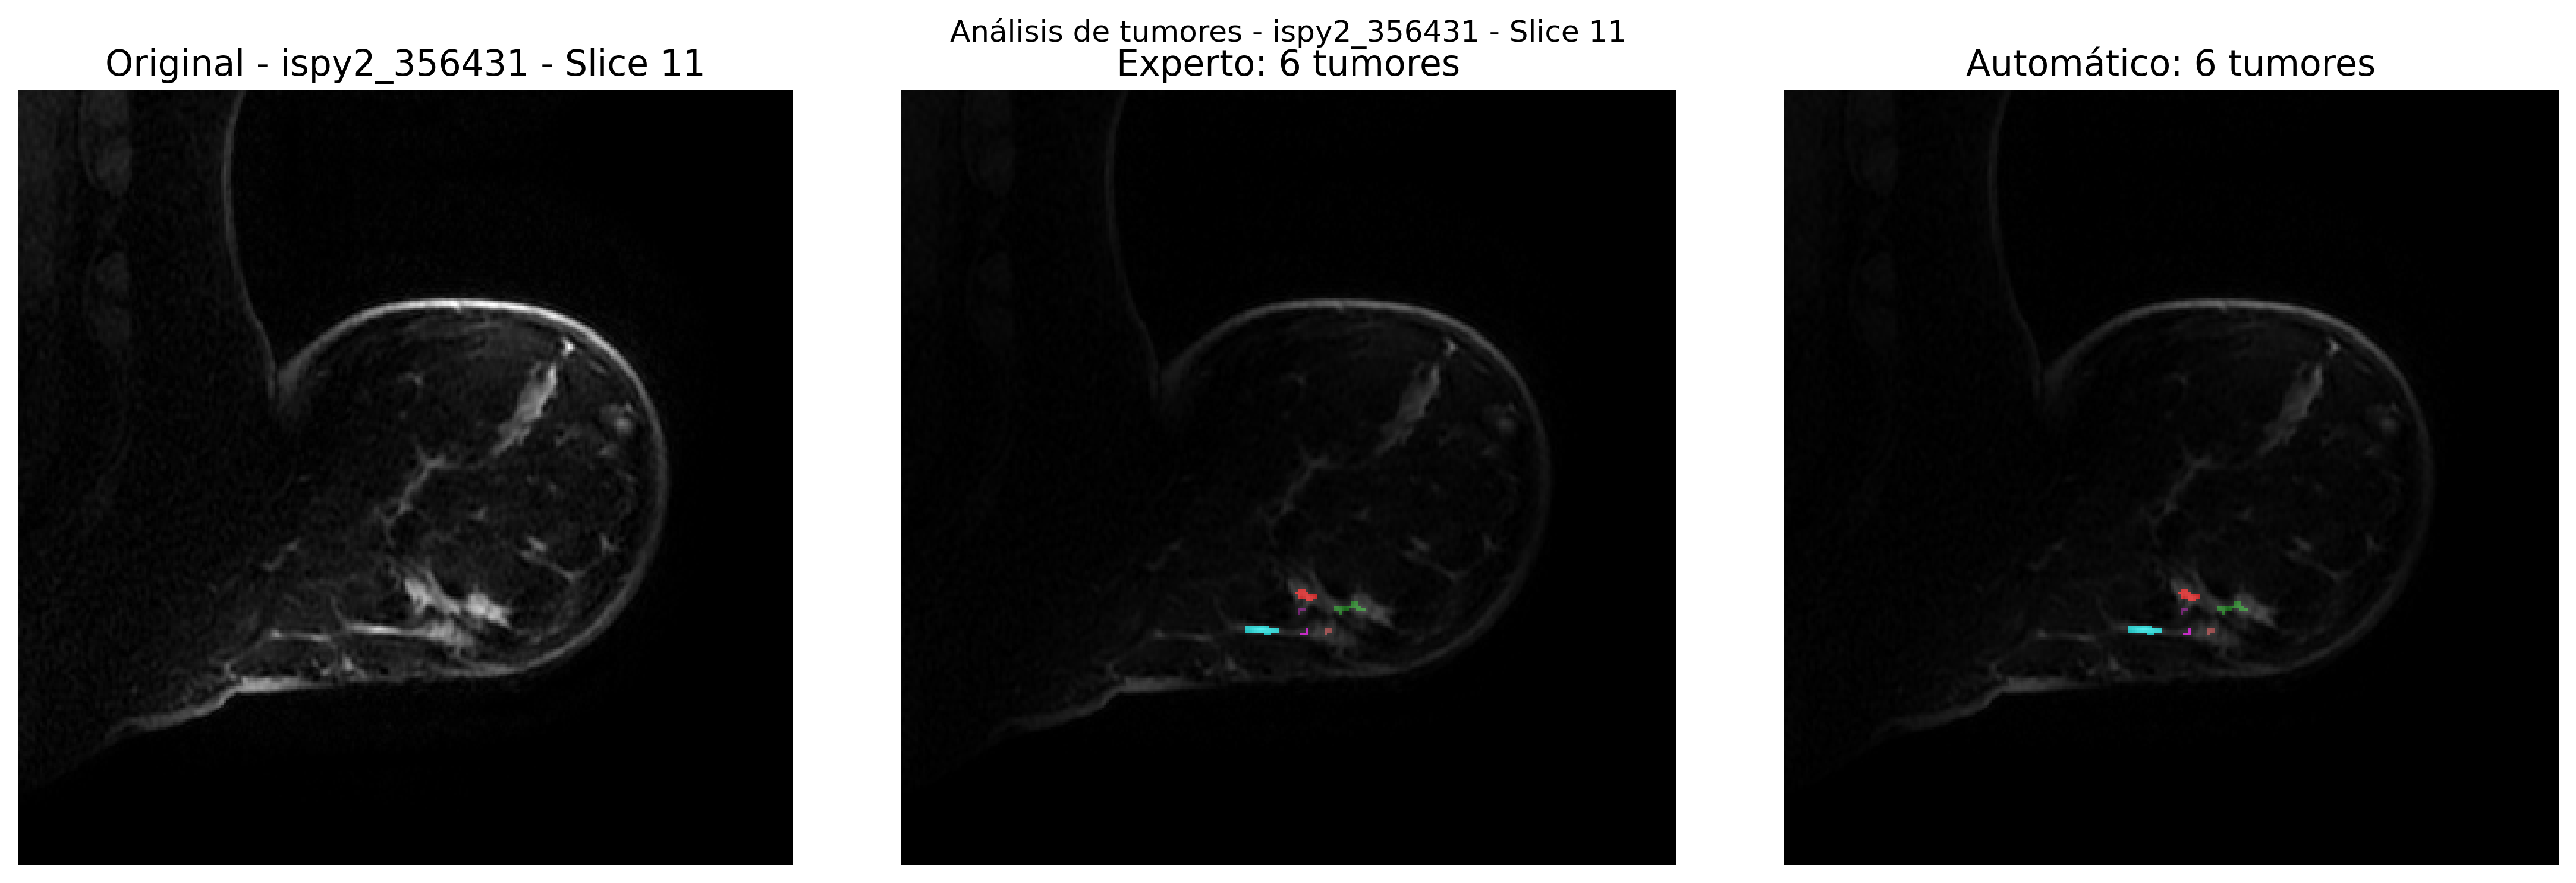 Análisis de tumores - ispy2_356431 - Slice 11
Original - ispy2_356431 - Slice 11
Experto: 6 tumores
Automático: 6 tumores